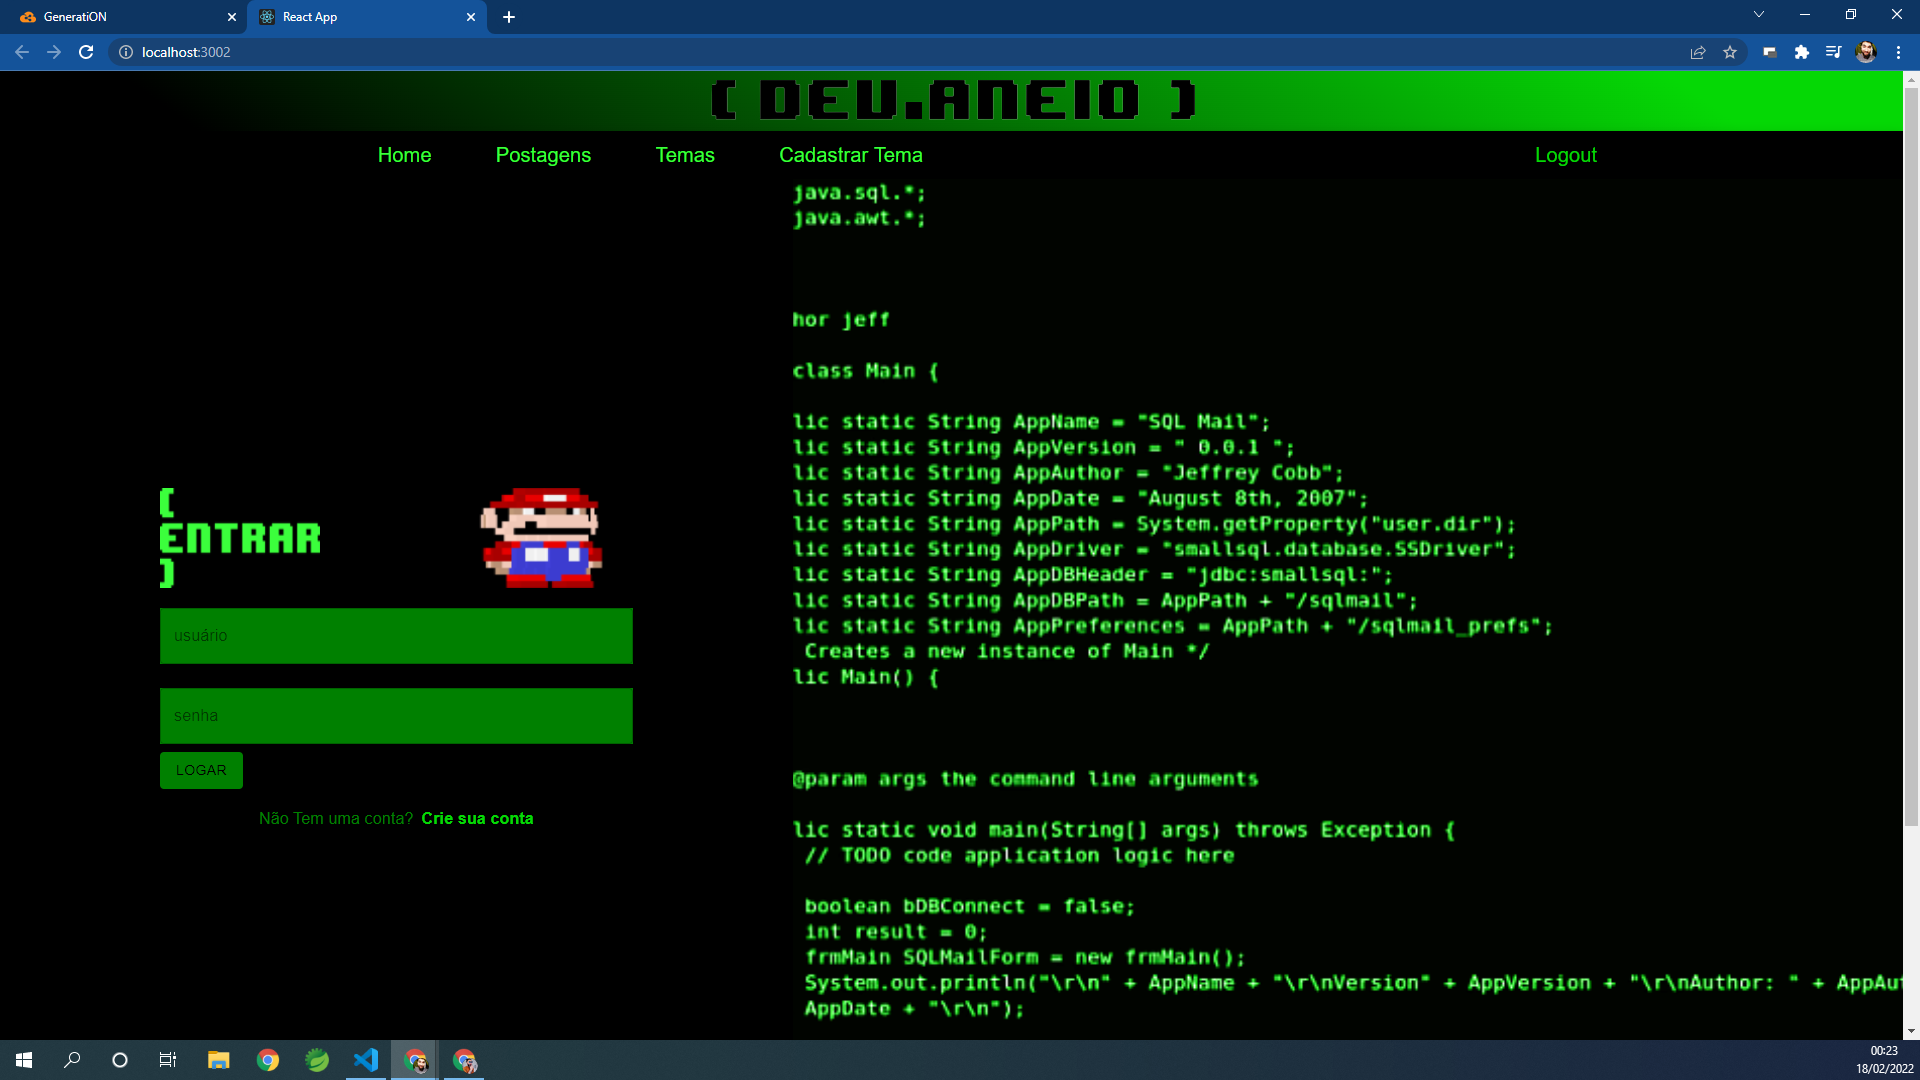 GeneratiON
React App
localhost:3002
( DEV.ANEIO )
Home
Postagens
Temas
Cadastrar Tema
Logout
java.sql.*;
java.awt.*;
hor jeff
class Main {
lic static String AppName = "SQL Mail";
lic static String AppVersion = " 0.0.1 ";
lic static String AppAuthor = "Jeffrey Cobb";
lic static String AppDate = "August 8th, 2007";
lic static String AppPath = System.getProperty("user.dir");
lic static String AppDriver = "smallsql.database.SSDriver";
lic static String AppDBHeader = "jdbc:smallsql:";
lic static String AppDBPath = AppPath + "/sqlmail";
lic static String AppPreferences = AppPath + "/sqlmail_prefs";
Creates a new instance of Main */
lic Main() {
@param args the command line arguments
lic static void main(String[] args) throws Exception {
// TODO code application logic here
boolean bDBConnect = false;
int result = 0;
frmMain SQLMailForm = new frmMain();
System.out.println("\r\n" + AppName + "\r\nVersion" + AppVersion + "\r\nAuthor: " + AppAut
AppDate + "\r\n");
(
ENTRAR
)
usuário
senha
LOGAR
Não Tem uma conta? Crie sua conta
00:23
18/02/2022